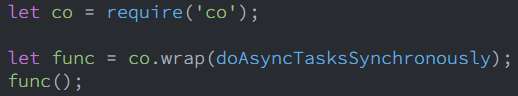 let co = require('co');
let func = co.wrap(doAsyncTasksSynchronously);
func();